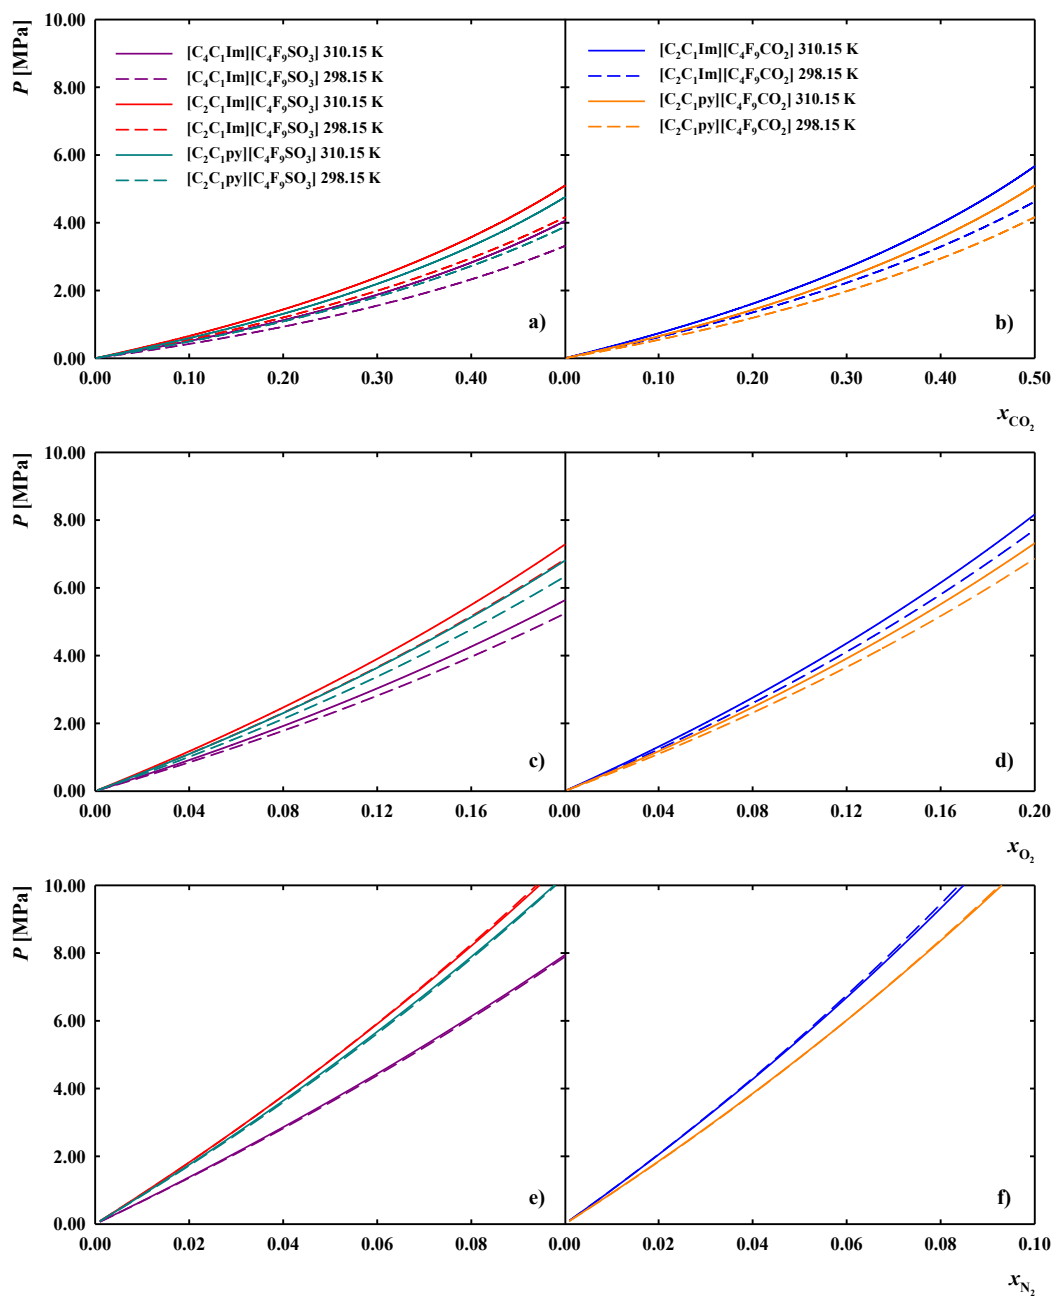 P [MPa]
10.00
8.00
6.00
4.00
2.00
0.00
[C₄C₁Im][C₄F₉SO₃] 310.15 K
[C₄C₁Im][C₄F₉SO₃] 298.15 K
[C₂C₁Im][C₄F₉SO₃] 310.15 K
[C₂C₁Im][C₄F₉SO₃] 298.15 K
[C₂C₁py][C₄F₉SO₃] 310.15 K
[C₂C₁py][C₄F₉SO₃] 298.15 K
a)
[C₂C₁Im][C₄F₉CO₂] 310.15 K
[C₂C₁Im][C₄F₉CO₂] 298.15 K
[C₂C₁py][C₄F₉CO₂] 310.15 K
[C₂C₁py][C₄F₉CO₂] 298.15 K
b)
0.00 0.10 0.20 0.30 0.40 0.00 0.10 0.20 0.30 0.40 0.50
x CO₂
P [MPa]
10.00
8.00
6.00
4.00
2.00
0.00
c)
d)
0.00 0.04 0.08 0.12 0.16 0.00 0.04 0.08 0.12 0.16 0.20
x O₂
P [MPa]
10.00
8.00
6.00
4.00
2.00
0.00
e)
f)
0.00 0.02 0.04 0.06 0.08 0.00 0.02 0.04 0.06 0.08 0.10
x N₂